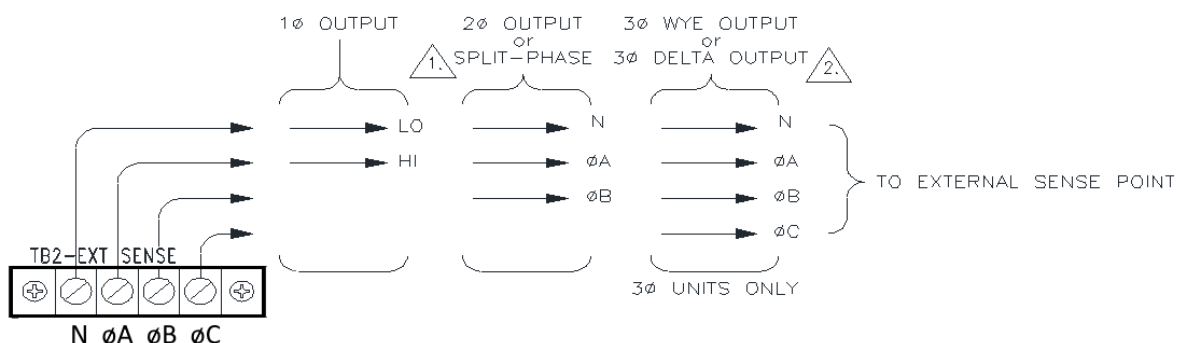 1ø OUTPUT
2ø OUTPUT
or
SPLIT-PHASE
1.
3ø WYE OUTPUT
or
3ø DELTA OUTPUT
2.
LO
HI
N
øA
øB
N
øA
øB
øC
TO EXTERNAL SENSE POINT
3ø UNITS ONLY
TB2-EXT SENSE
N øA øB øC